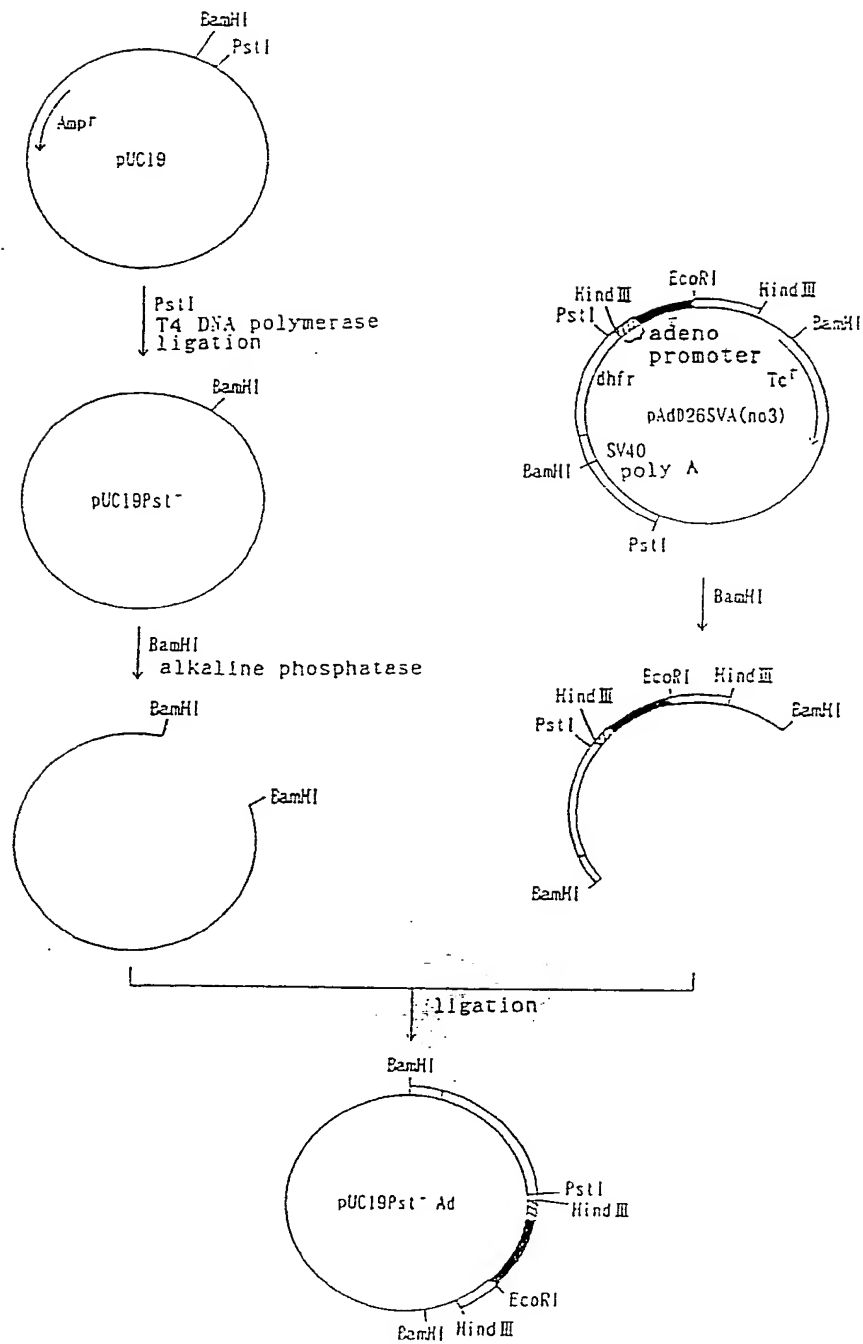 BamHI
PstI
Ampr
pUC19
PstI
T4 DNA polymerase
ligation
BamHI
pUC19Pst-
BamHI
alkaline phosphatase
BamHI
BamHI
EcoRI
HindIII
HindIII
PstI
BamHI
adeno
promoter
dhfr
Tcr
pAdD26SVA(no3)
SV40
poly A
BamHI
PstI
BamHI
EcoRI
HindIII
HindIII
BamHI
PstI
BamHI
ligation
BamHI
PstI
HindIII
pUC19Pst- Ad
EcoRI
HindIII
BamHI